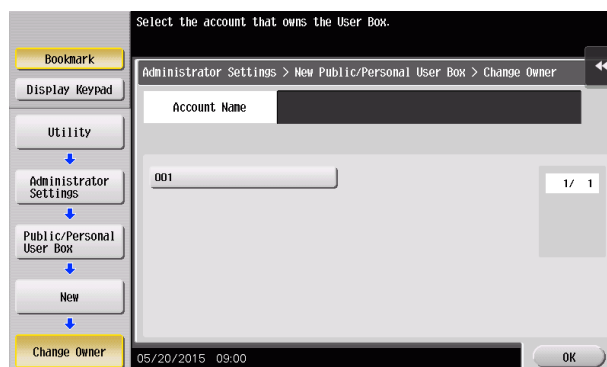 Select the account that owns the User Box.
Bookmark
Display Keypad
Utility
Administrator
Settings
Public/Personal
User Box
New
Change Owner
Administrator Settings > New Public/Personal User Box > Change Owner
Account Name
001
1/ 1
05/20/2015 09:00
OK